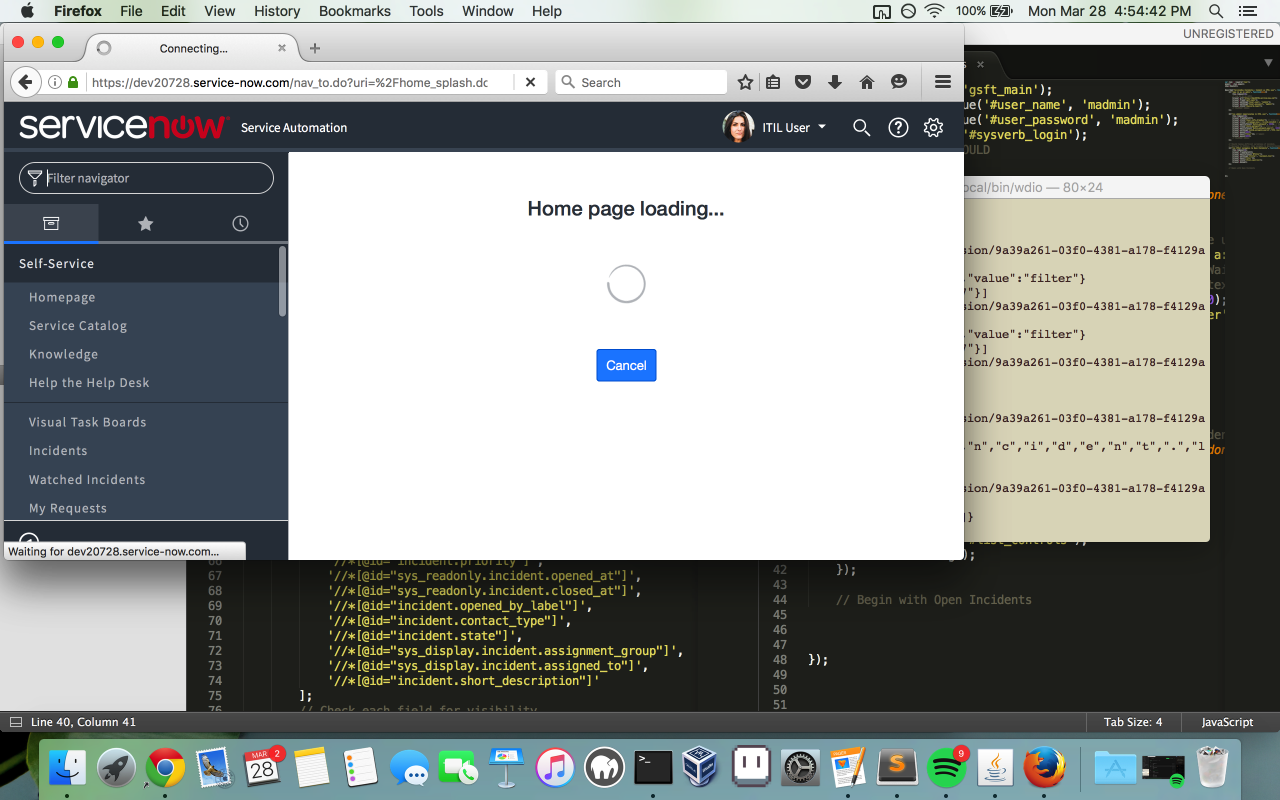 Firefox File Edit View History Bookmarks Tools Window Help 100% Mon Mar 28 4:54:42 PM
UNREGISTERED
Connecting...
https://dev20728.service-now.com/nav_to.do?uri=%2Fhome_splash.dc
Search
servicenow Service Automation
ITIL User
Filter navigator
Self-Service
Homepage
Service Catalog
Knowledge
Help the Help Desk
Visual Task Boards
Incidents
Watched Incidents
My Requests
Waiting for dev20728.service-now.com...
Home page loading...
Cancel
'gsft_main');
ue('#user_name', 'madmin');
ue('#user_password', 'madmin');
'#sysverb_login');
OULD
ocal/bin/wdio — 80×24
sion/9a39a261-03f0-4381-a178-f4129a
,"value":"filter"}
"}]
sion/9a39a261-03f0-4381-a178-f4129a
,"value":"filter"}
"}]
sion/9a39a261-03f0-4381-a178-f4129a
sion/9a39a261-03f0-4381-a178-f4129a
"n","c","i","d","e","n","t",".","l
sion/9a39a261-03f0-4381-a178-f4129a
]}
67 '//*[@id="sys_readonly.incident.opened_at"]',
68 '//*[@id="sys_readonly.incident.closed_at"]',
69 '//*[@id="incident.opened_by_label"]',
70 '//*[@id="incident.contact_type"]',
71 '//*[@id="incident.state"]',
72 '//*[@id="sys_display.incident.assignment_group"]',
73 '//*[@id="sys_display.incident.assigned_to"]',
74 '//*[@id="incident.short_description"]'
75 ];
76 // Check each field for visibility
42 });
43
44 // Begin with Open Incidents
45
46
47
48 });
49
50
51
Line 40, Column 41
Tab Size: 4
JavaScript
MAR 2
28
9